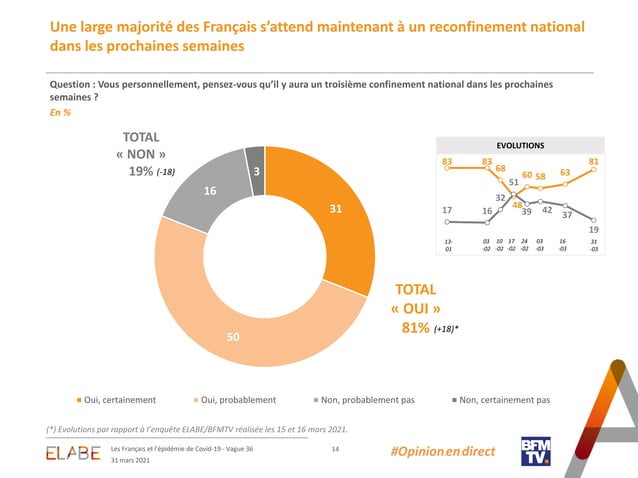 Une large majorité des Français s’attend maintenant à un reconfinement national
dans les prochaines semaines
Question : Vous personnellement, pensez-vous qu’il y aura un troisième confinement national dans les prochaines
semaines ?
En %
TOTAL
« NON »
19% (-18)
3
16
31
50
TOTAL
« OUI »
81% (+18)*
EVOLUTIONS
83 83 68 51 60 58 63 81
17 16 32 48 39 42 37 19
13- 03 10 17 24 03 16 31
01 -02 -02 -02 -02 -03 -03 -03
Oui, certainement Oui, probablement Non, probablement pas Non, certainement pas
(*) Evolutions par rapport à l’enquête ELABE/BFMTV réalisée les 15 et 16 mars 2021.
ELABE
Les Français et l’épidémie de Covid-19 - Vague 36
31 mars 2021
14
#Opinionendirect
BFM
TV.